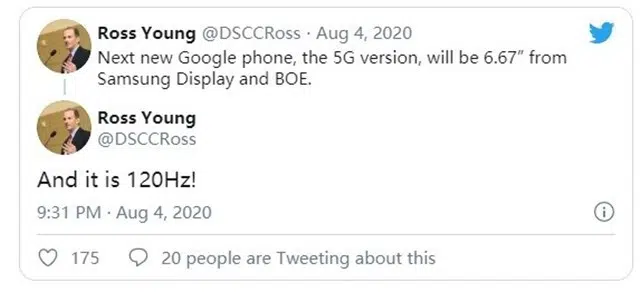 Ross Young @DSCCRoss · Aug 4, 2020
Next new Google phone, the 5G version, will be 6.67” from
Samsung Display and BOE.
Ross Young
@DSCCRoss
And it is 120Hz!
9:31 PM · Aug 4, 2020
175 20 people are Tweeting about this